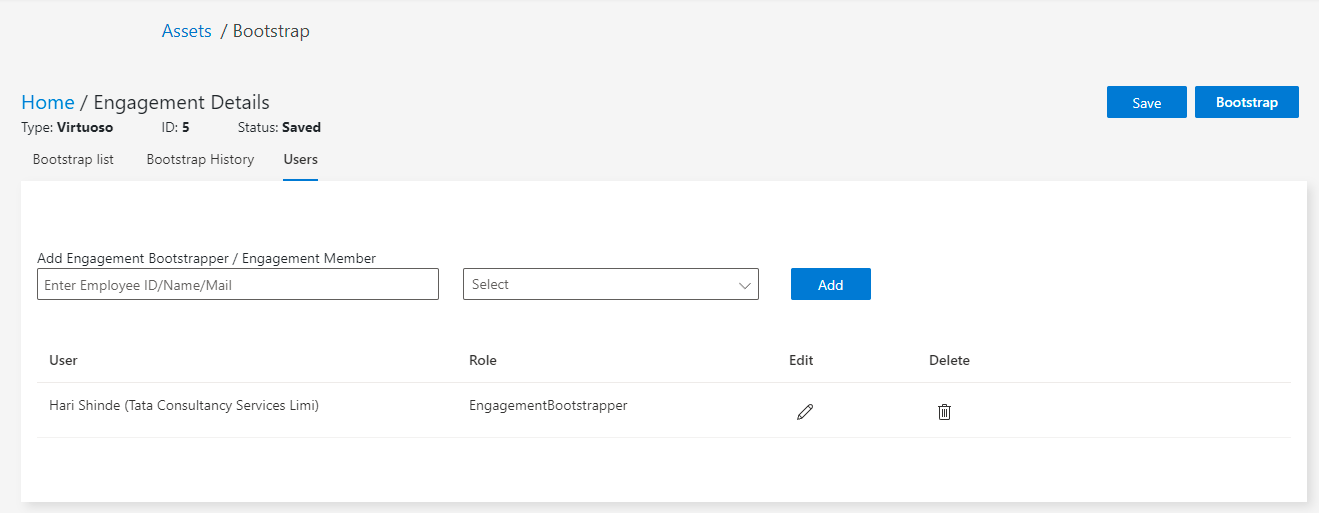 Assets / Bootstrap
Home / Engagement Details
Save
Bootstrap
Type: Virtuoso ID: 5 Status: Saved
Bootstrap list Bootstrap History Users
Add Engagement Bootstrapper / Engagement Member
Enter Employee ID/Name/Mail
Select
Add
User Role Edit Delete
Hari Shinde (Tata Consultancy Services Limi) EngagementBootstrapper